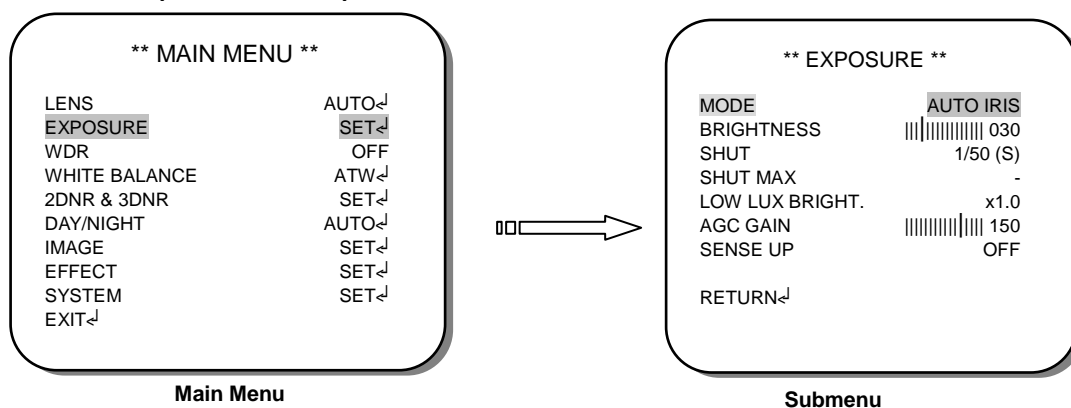 ** MAIN MENU **
LENS AUTO↲
EXPOSURE SET↲
WDR OFF
WHITE BALANCE ATW↲
2DNR & 3DNR SET↲
DAY/NIGHT AUTO↲
IMAGE SET↲
EFFECT SET↲
SYSTEM SET↲
EXIT↲
Main Menu
** EXPOSURE **
MODE AUTO IRIS
BRIGHTNESS |||||||||||||||| 030
SHUT 1/50 (S)
SHUT MAX -
LOW LUX BRIGHT. x1.0
AGC GAIN |||||||||||||||| 150
SENSE UP OFF
RETURN↲
Submenu